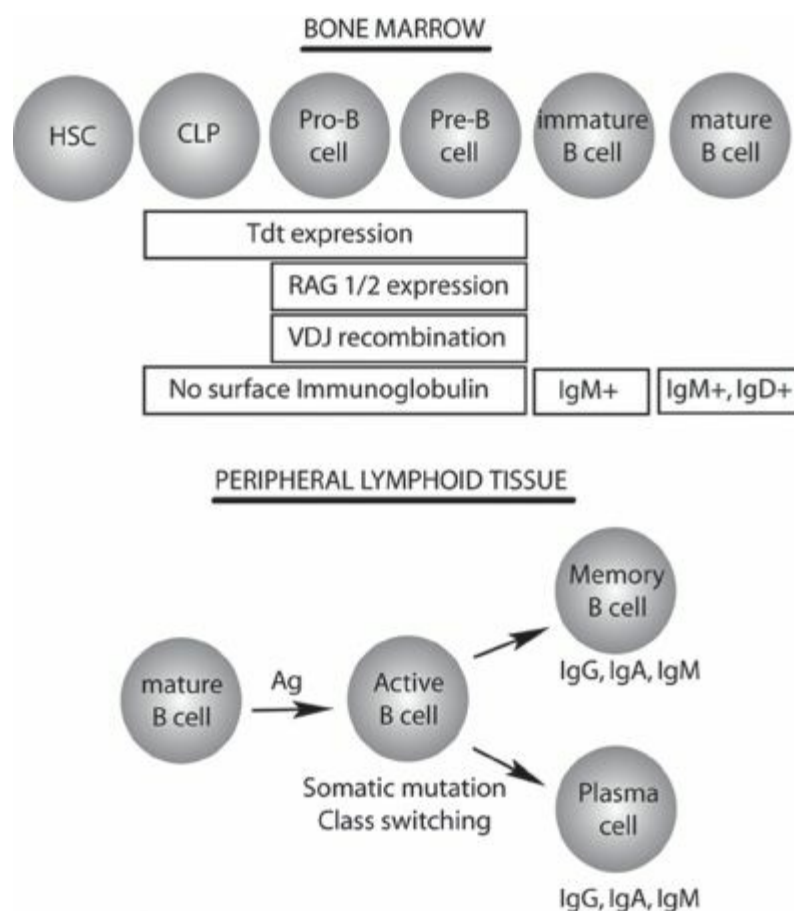 BONE MARROW
HSC
CLP
Pro-B
cell
Pre-B
cell
immature
B cell
mature
B cell
Tdt expression
RAG 1/2 expression
VDJ recombination
No surface Immunoglobulin
IgM+
IgM+, IgD+
PERIPHERAL LYMPHOID TISSUE
mature
B cell
Ag
Active
B cell
Somatic mutation
Class switching
Memory
B cell
IgG, IgA, IgM
Plasma
cell
IgG, IgA, IgM